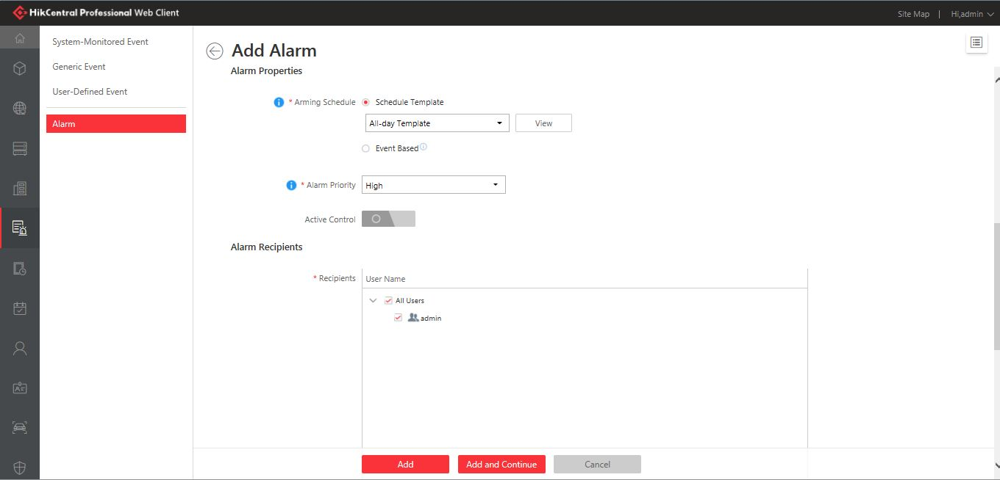 HikCentral Professional Web Client
Site Map | Hi,admin
System-Monitored Event
Generic Event
User-Defined Event
Alarm
Add Alarm
Alarm Properties
* Arming Schedule
Schedule Template
All-day Template
View
Event Based
* Alarm Priority
High
Active Control
Alarm Recipients
* Recipients
User Name
All Users
admin
Add
Add and Continue
Cancel